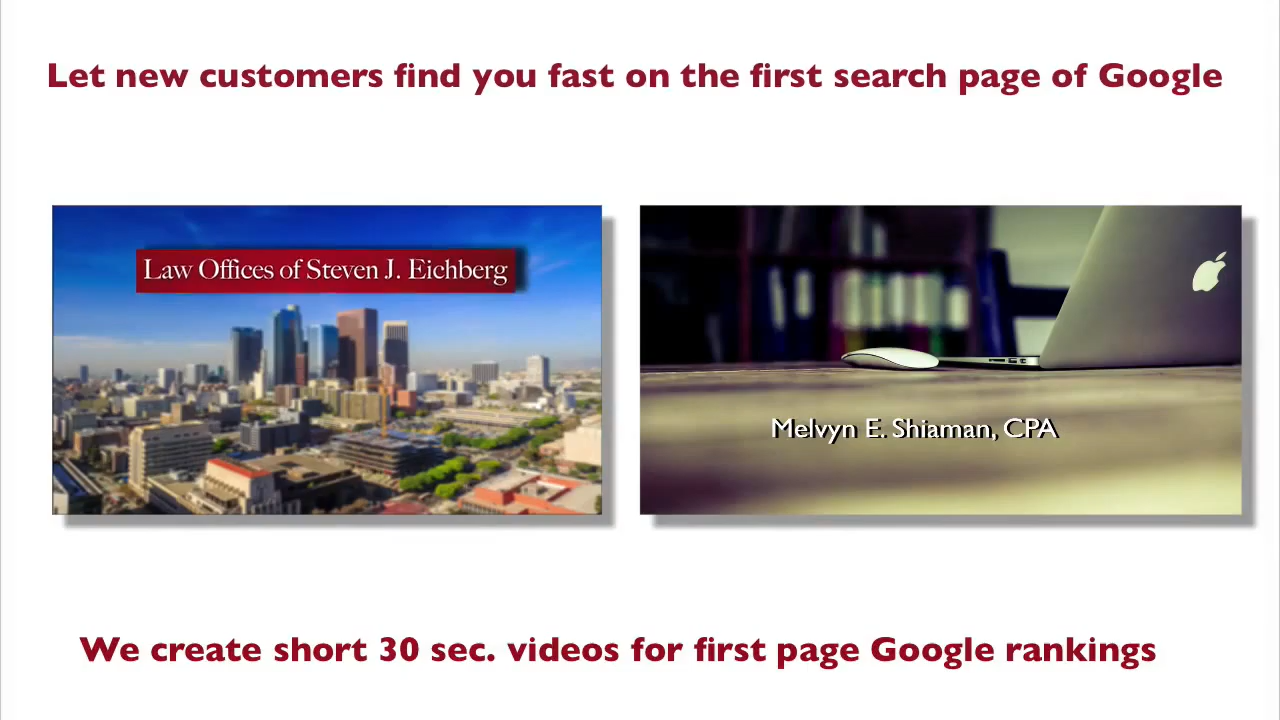 Let new customers find you fast on the first search page of Google
Law Offices of Steven J. Eichberg
Melvyn E. Shiaman, CPA
We create short 30 sec. videos for first page Google rankings